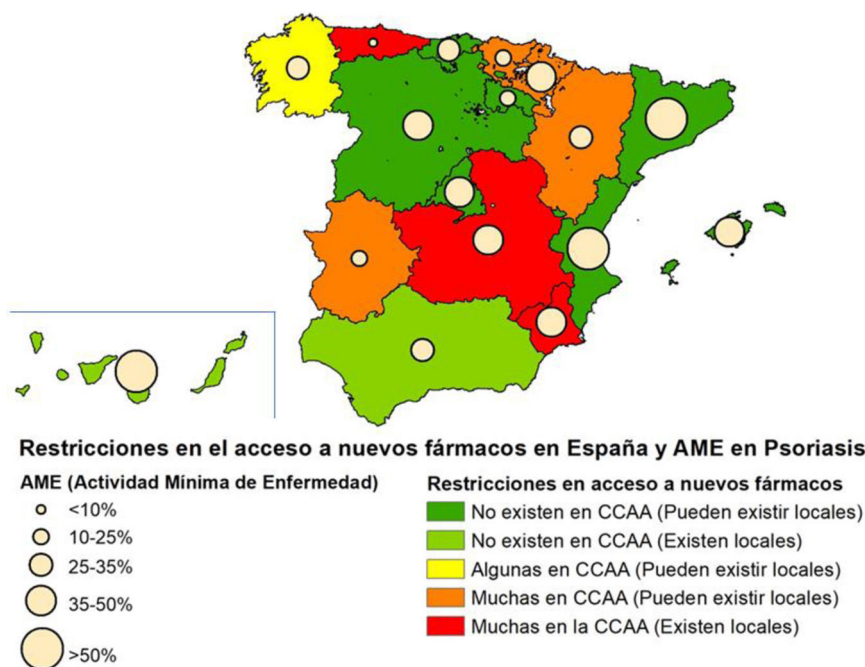 Restricciones en el acceso a nuevos fármacos en España y AME en Psoriasis
AME (Actividad Mínima de Enfermedad)
<10%
10-25%
25-35%
35-50%
>50%
Restricciones en acceso a nuevos fármacos
No existen en CCAA (Pueden existir locales)
No existen en CCAA (Existen locales)
Algunas en CCAA (Pueden existir locales)
Muchas en CCAA (Pueden existir locales)
Muchas en la CCAA (Existen locales)